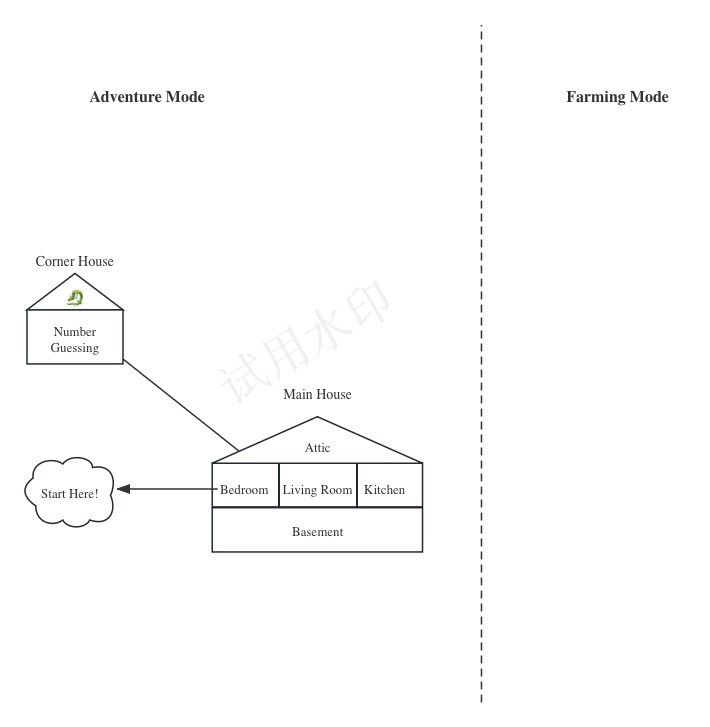 Adventure Mode
Farming Mode
Corner House
Number
Guessing
试用水印
Main House
Attic
Start Here!
Bedroom
Living Room
Kitchen
Basement